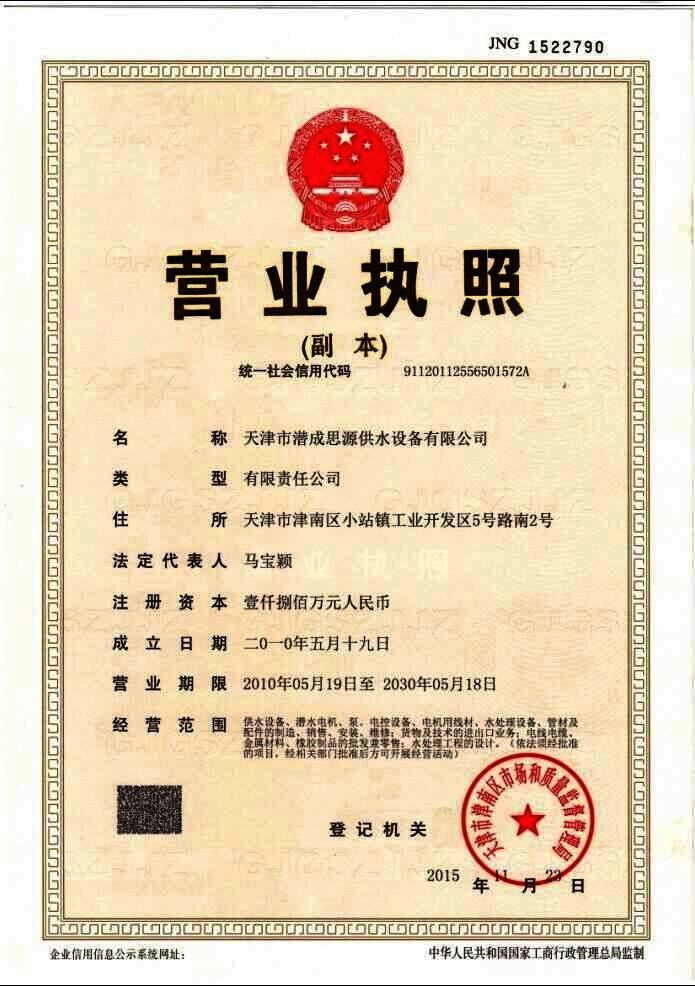 JNG 1522790
营业执照
(副 本)
统一社会信用代码 91120112556501572A
名 称 天津市潜成思源供水设备有限公司
类 型 有限责任公司
住 所 天津市津南区小站镇工业开发区5号路南2号
法定代表人 马宝颖
注 册 资 本 壹仟捌佰万元人民币
成 立 日 期 二0一0年五月十九日
营 业 期 限 2010年05月19日至 2030年05月18日
经 营 范 围 供水设备、潜水电机、泵、电控设备、电机用线材、水处理设备、管材及
配件的制造、销售、安装、维修；货物及技术的进出口业务；电线电缆、
金属材料、橡胶制品的批发兼零售；水处理工程的设计。（依法须经批准
的项目，经相关部门批准后方可开展经营活动）
天津市津南区市场和质量监督管理局
登 记 机 关
2015 年 11 月 23 日
企业信用信息公示系统网址：
中华人民共和国国家工商行政管理总局监制